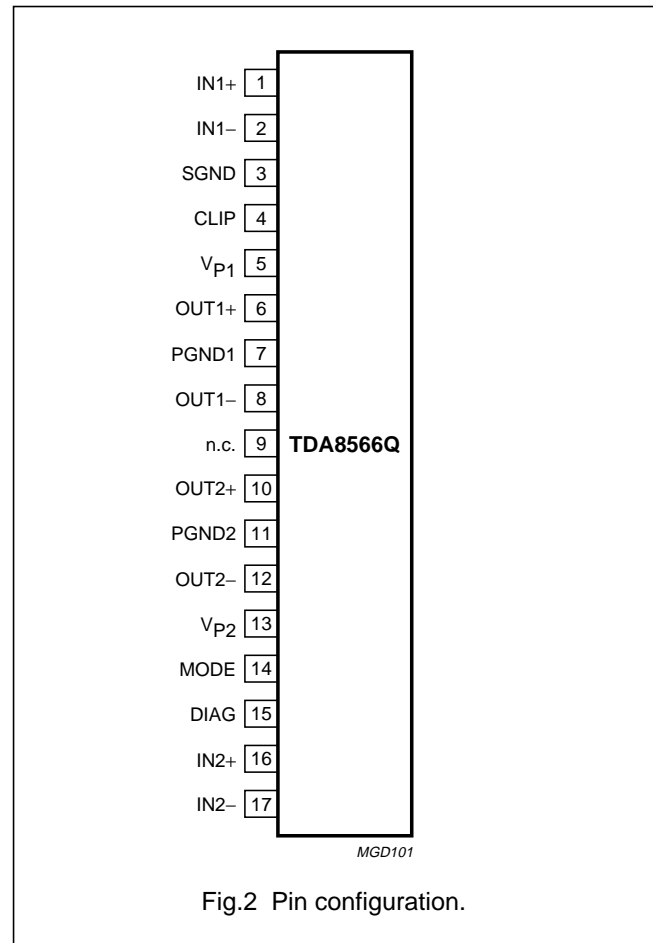 IN1+ 1
IN1− 2
SGND 3
CLIP 4
VP1 5
OUT1+ 6
PGND1 7
OUT1− 8
n.c. 9 TDA8566Q
OUT2+ 10
PGND2 11
OUT2− 12
VP2 13
MODE 14
DIAG 15
IN2+ 16
IN2− 17
MGD101
Fig.2 Pin configuration.